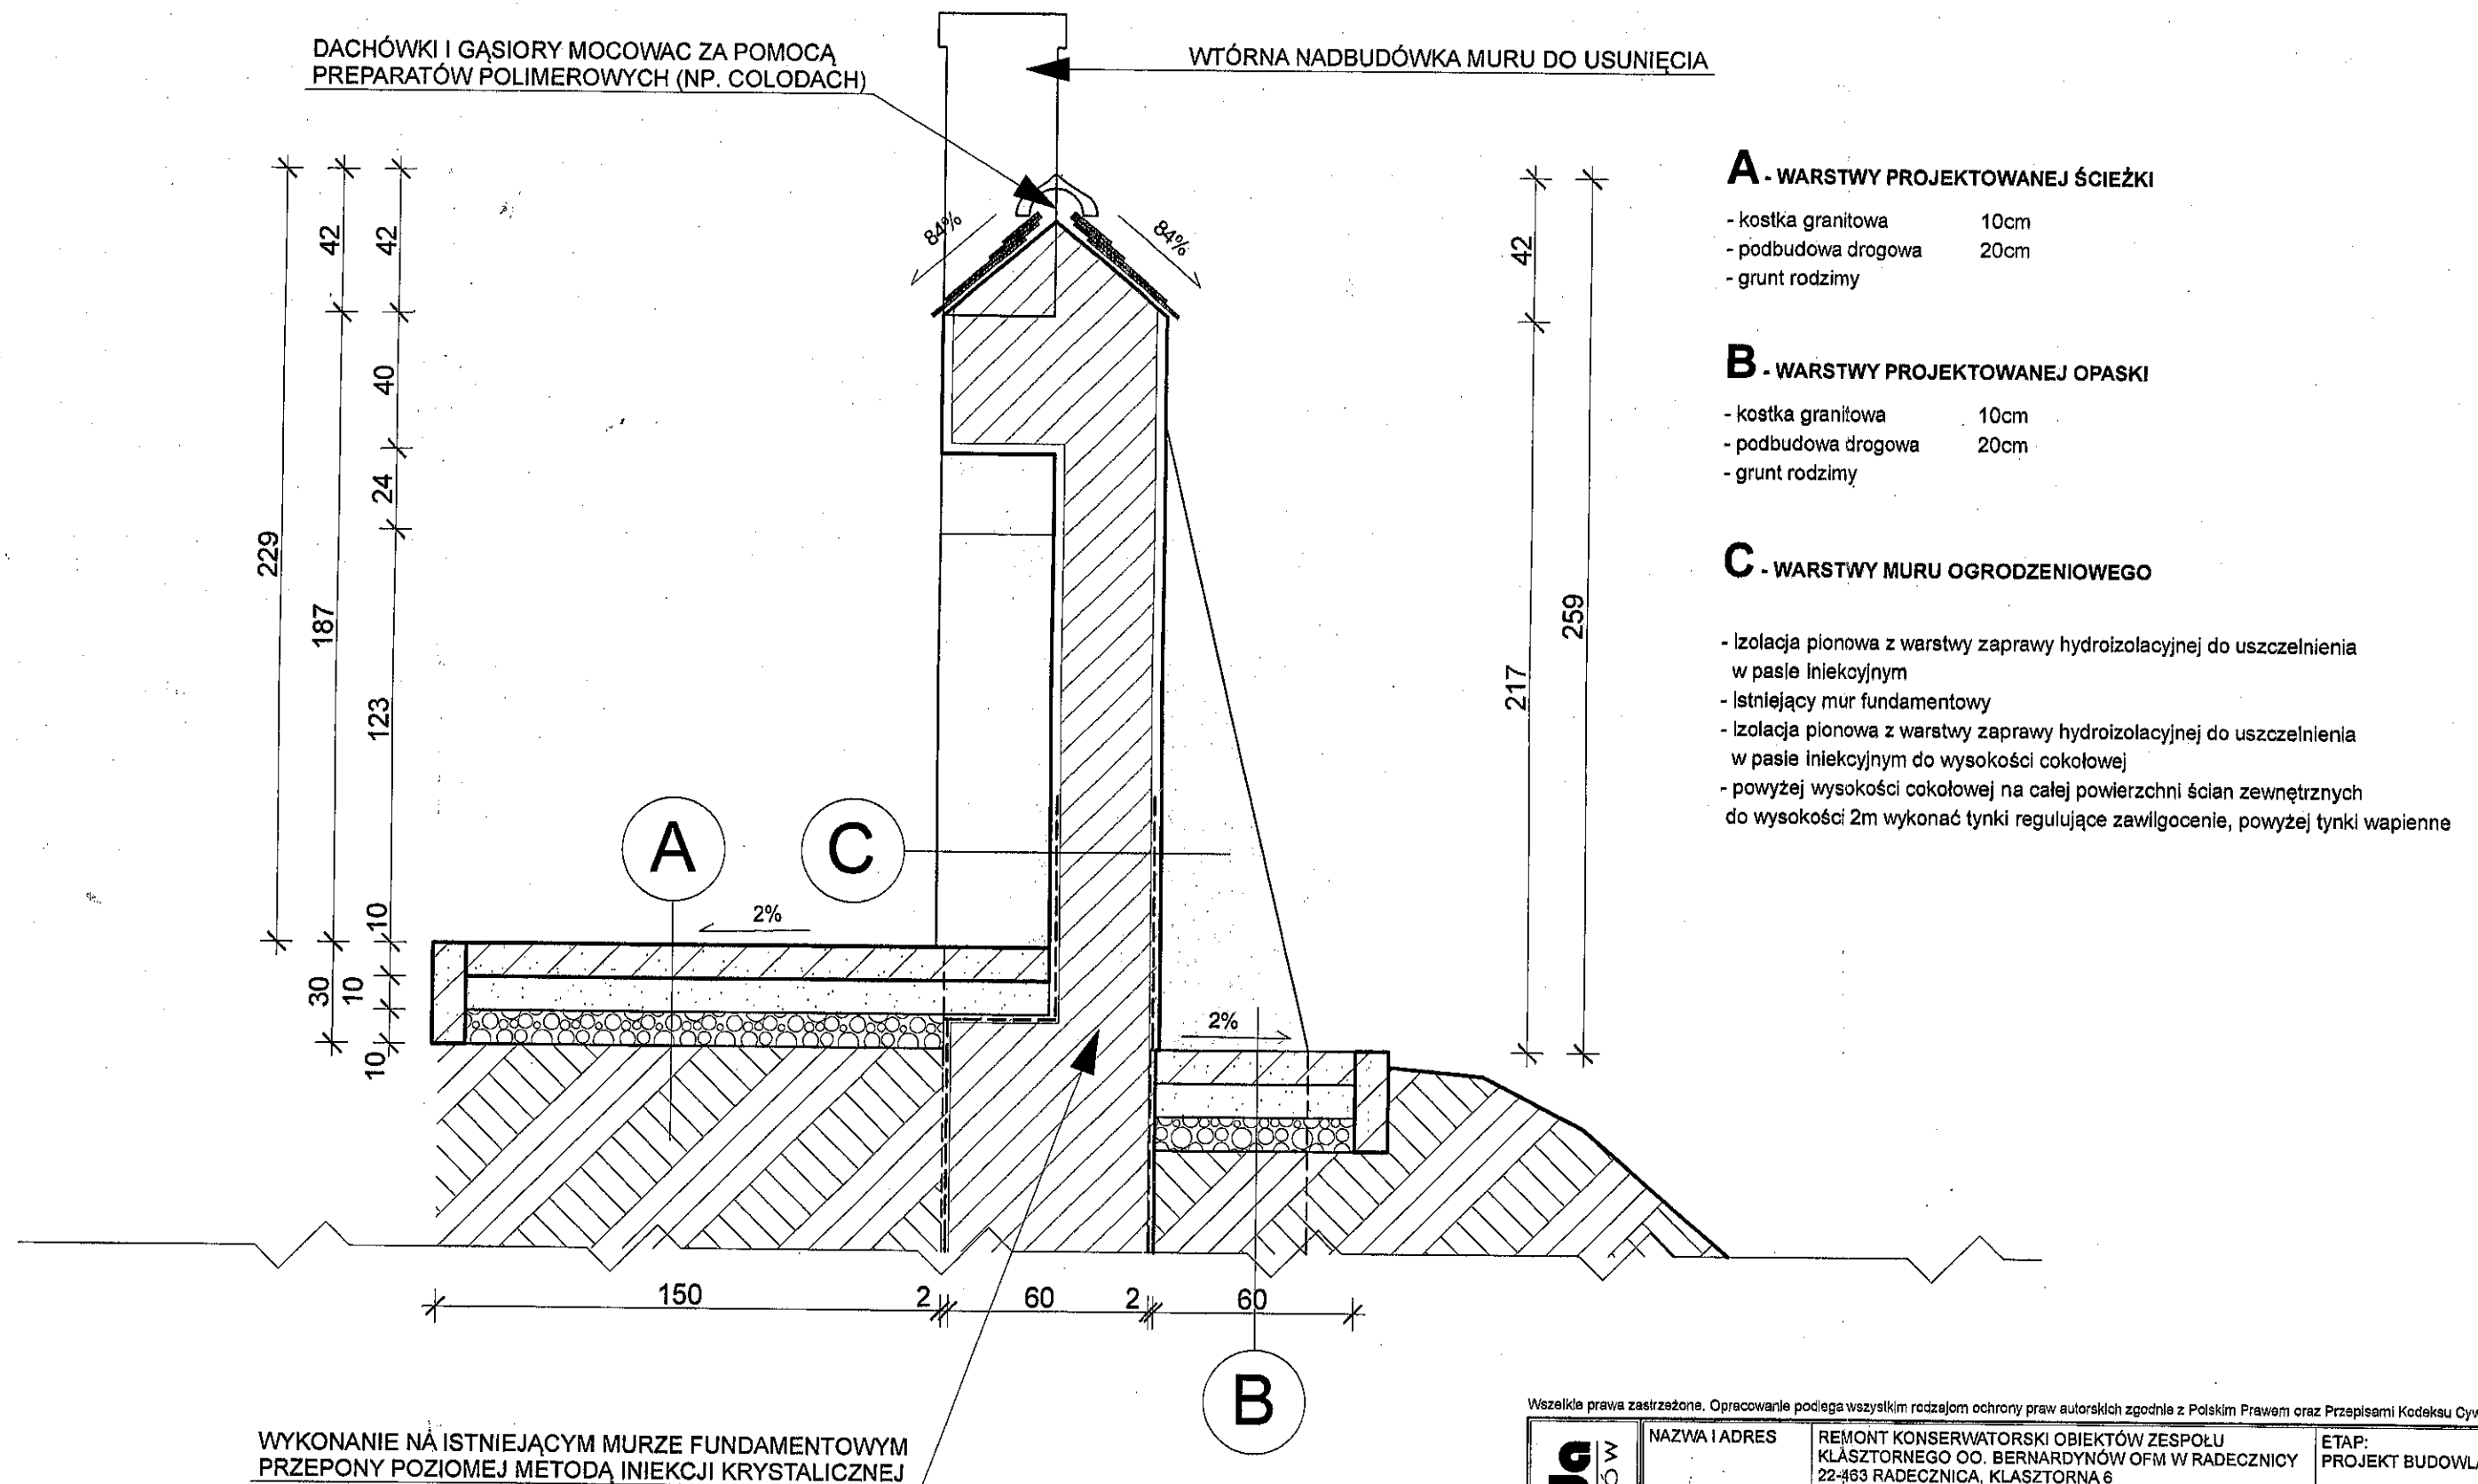 DACHÓWKI I GĄSIORY MOCOWAC ZA POMOCĄ
PREPARATÓW POLIMEROWYCH (NP. COLODACH)
WTÓRNA NADBUDÓWKA MURU DO USUNIĘCIA
84%
84%
229
42
187
30
42
40
24
123
10
10
10
42
217
259
A - WARSTWY PROJEKTOWANEJ ŚCIEŻKI
- kostka granitowa 10cm
- podbudowa drogowa 20cm
- grunt rodzimy
B - WARSTWY PROJEKTOWANEJ OPASKI
- kostka granitowa 10cm
- podbudowa drogowa 20cm
- grunt rodzimy
C - WARSTWY MURU OGRODZENIOWEGO
- Izolacja pionowa z warstwy zaprawy hydroizolacyjnej do uszczelnienia
w pasie iniekcyjnym
- Istniejący mur fundamentowy
- Izolacja pionowa z warstwy zaprawy hydroizolacyjnej do uszczelnienia
w pasie iniekcyjnym do wysokości cokołowej
- powyżej wysokości cokołowej na całej powierzchni ścian zewnętrznych
do wysokości 2m wykonać tynki regulujące zawilgocenie, powyżej tynki wapienne
A
C
2%
2%
150
2
60
2
60
B
WYKONANIE NA ISTNIEJĄCYM MURZE FUNDAMENTOWYM
PRZEPONY POZIOMEJ METODĄ INIEKCJI KRYSTALICZNEJ
Wszelkie prawa zastrzeżone. Opracowanie podlega wszystkim rodzajom ochrony praw autorskich zgodnie z Polskim Prawem oraz Przepisami Kodeksu Cyw
NAZWA I ADRES
REMONT KONSERWATORSKI OBIEKTÓW ZESPOŁU
KLASZTORNEGO OO. BERNARDYNÓW OFM W RADECZNICY
22-463 RADECZNICA, KLASZTORNA 6
ETAP:
PROJEKT BUDOWLA